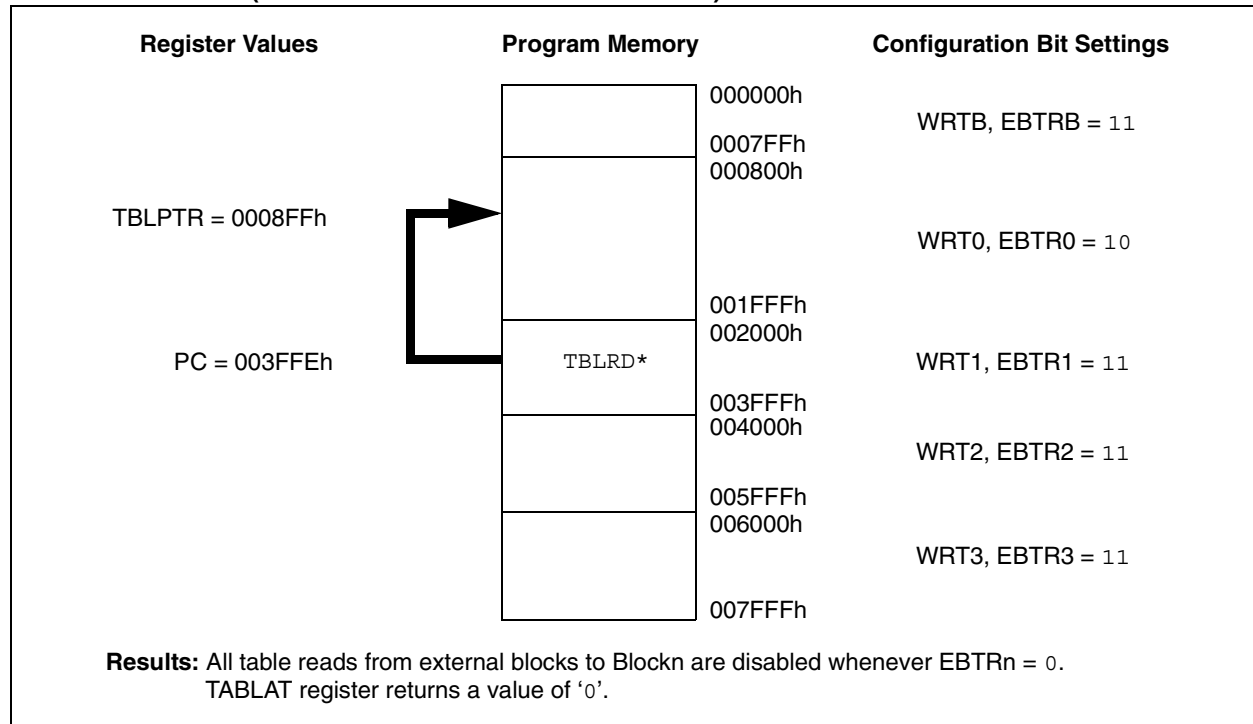 Register Values Program Memory Configuration Bit Settings
000000h
WRTB, EBTRB = 11
0007FFh
000800h
TBLPTR = 0008FFh
WRT0, EBTR0 = 10
001FFFh
002000h
PC = 003FFEh TBLRD* WRT1, EBTR1 = 11
003FFFh
004000h
WRT2, EBTR2 = 11
005FFFh
006000h
WRT3, EBTR3 = 11
007FFFh
Results: All table reads from external blocks to Blockn are disabled whenever EBTRn = 0.
TABLAT register returns a value of ‘0’.